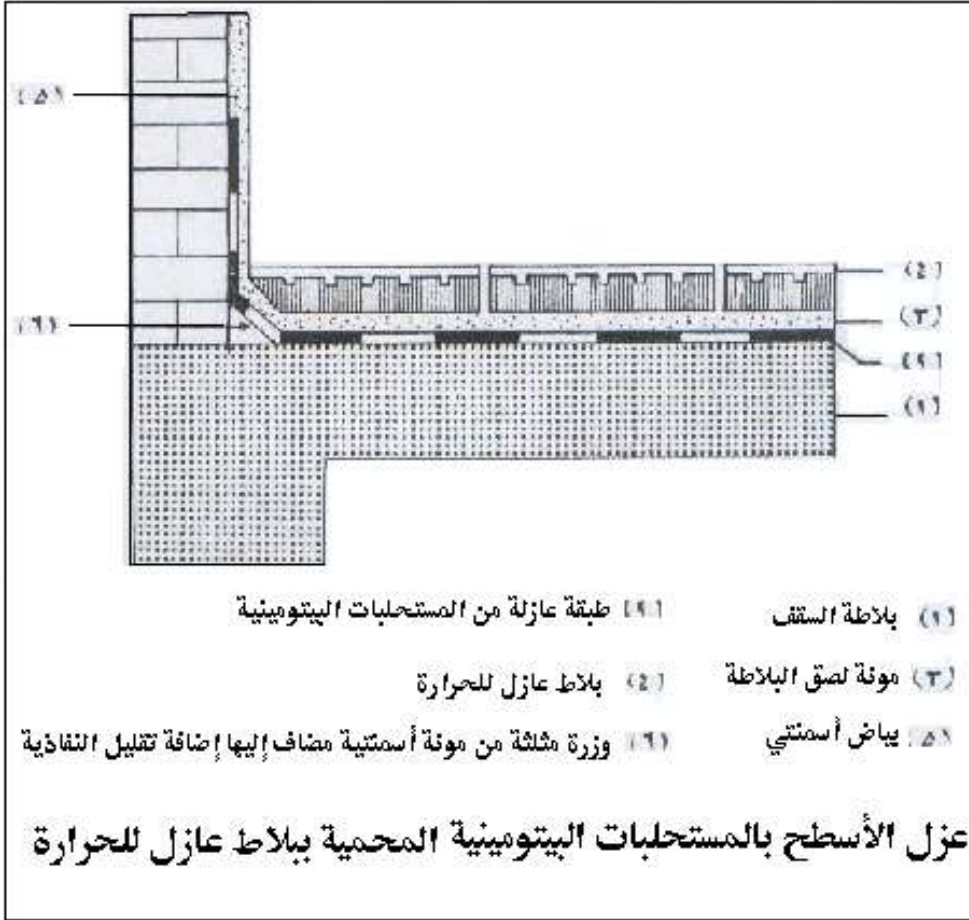 (٥)
(٤)
(٣)
(٦)
(٢)
(١)
(١) بلاطة السقف (٢) طبقة عازلة من المستحلبات البيتومينية
(٣) مونة لصق البلاطة (٤) بلاط عازل للحرارة
(٥) بياض أسمنتي (٦) وزرة مثلثة من مونة أسمنتية مضاف إليها إضافة تقليل النفاذية
عزل الأسطح بالمستحلبات البيتومينية المحمية ببلاط عازل للحرارة